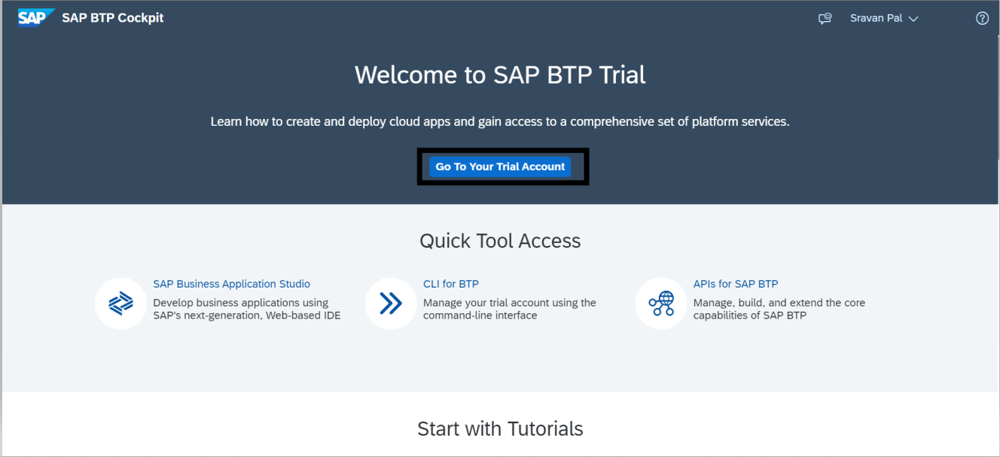 SAP SAP BTP Cockpit Sravan Pal
Welcome to SAP BTP Trial
Learn how to create and deploy cloud apps and gain access to a comprehensive set of platform services.
Go To Your Trial Account
Quick Tool Access
SAP Business Application Studio
Develop business applications using
SAP's next-generation, Web-based IDE
CLI for BTP
Manage your trial account using the
command-line interface
APIs for SAP BTP
Manage, build, and extend the core
capabilities of SAP BTP
Start with Tutorials